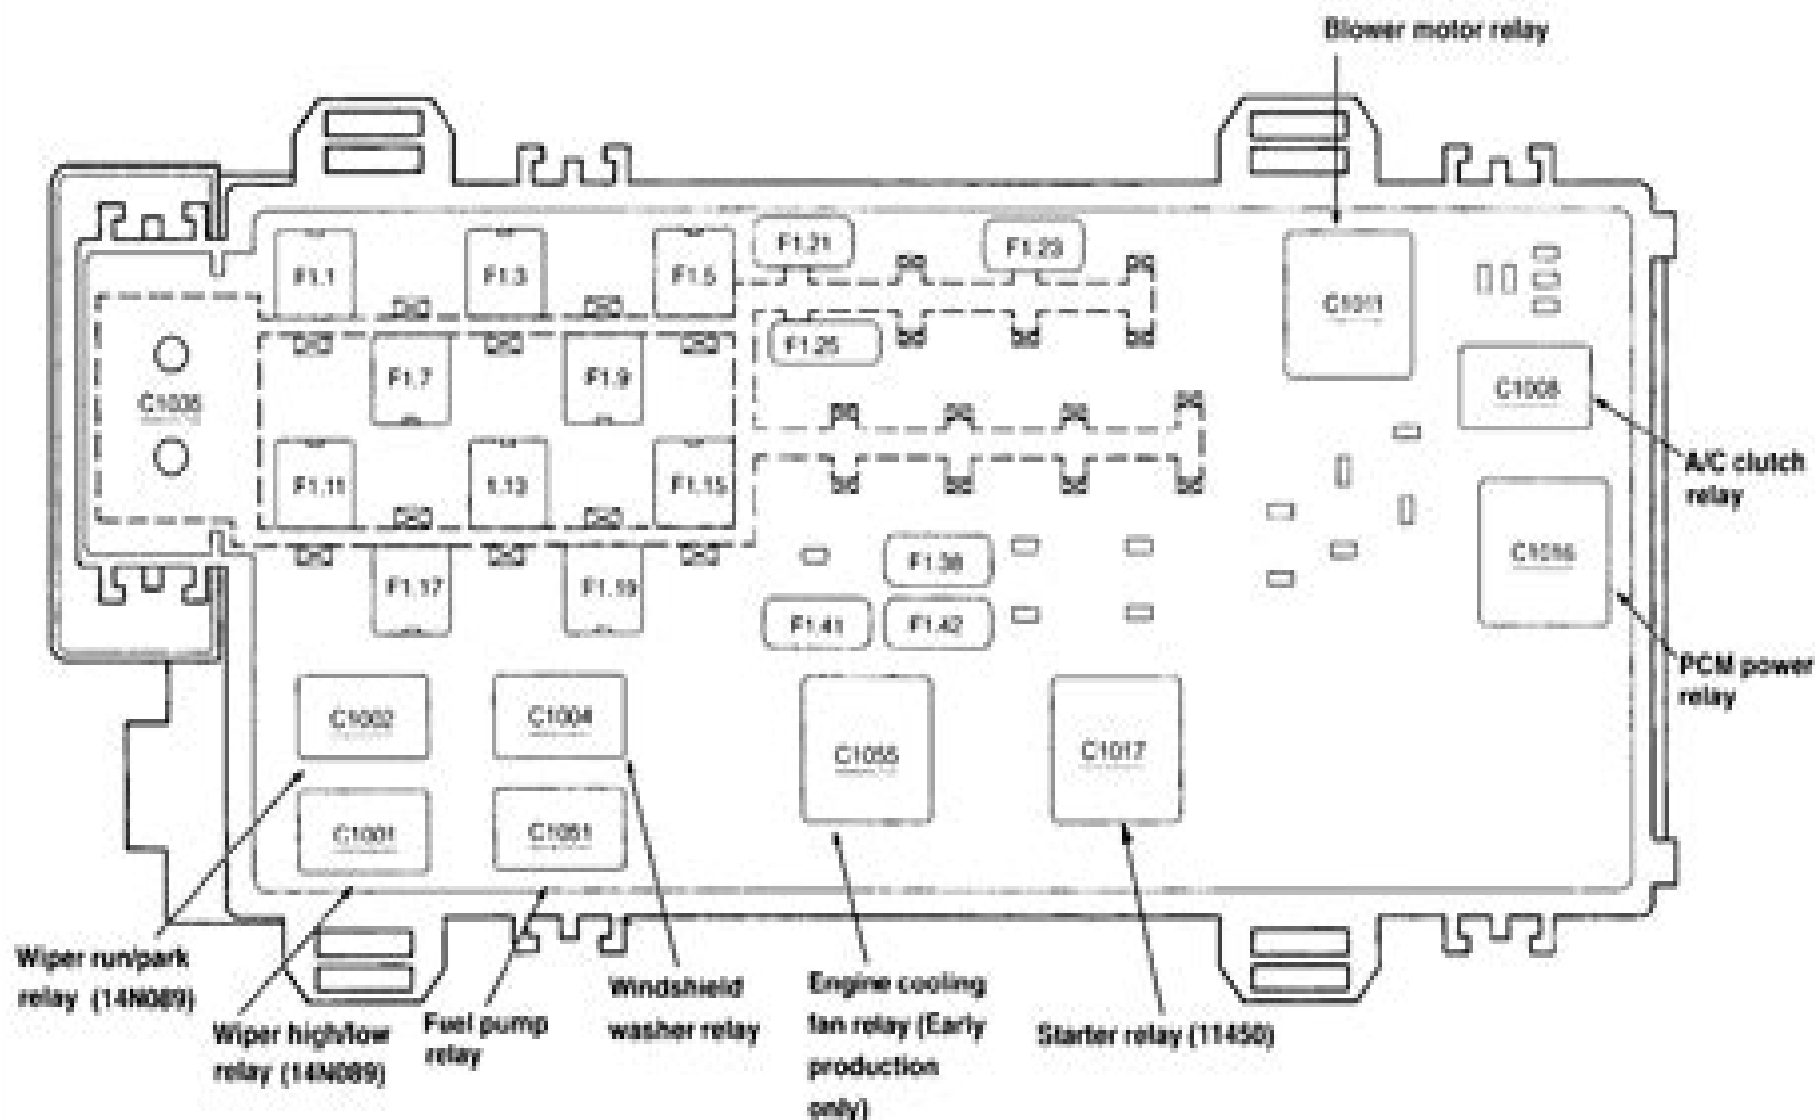 Blower motor relay
F1.1
F1.3
F1.5
F1.21
F1.23
C1011
F1.25
F1.7
F1.9
C1035
C1008
A/C clutch
relay
F1.11
1.13
F1.15
C1016
F1.38
F1.17
F1.19
F1.41
F1.42
PCM power
relay
C1002
C1004
C1055
C1017
C1001
C1051
Wiper run/park
relay (14N089)
Wiper high/low
relay (14N089)
Fuel pump
relay
Windshield
washer relay
Engine cooling
fan relay (Early
production
only)
Starter relay (11450)